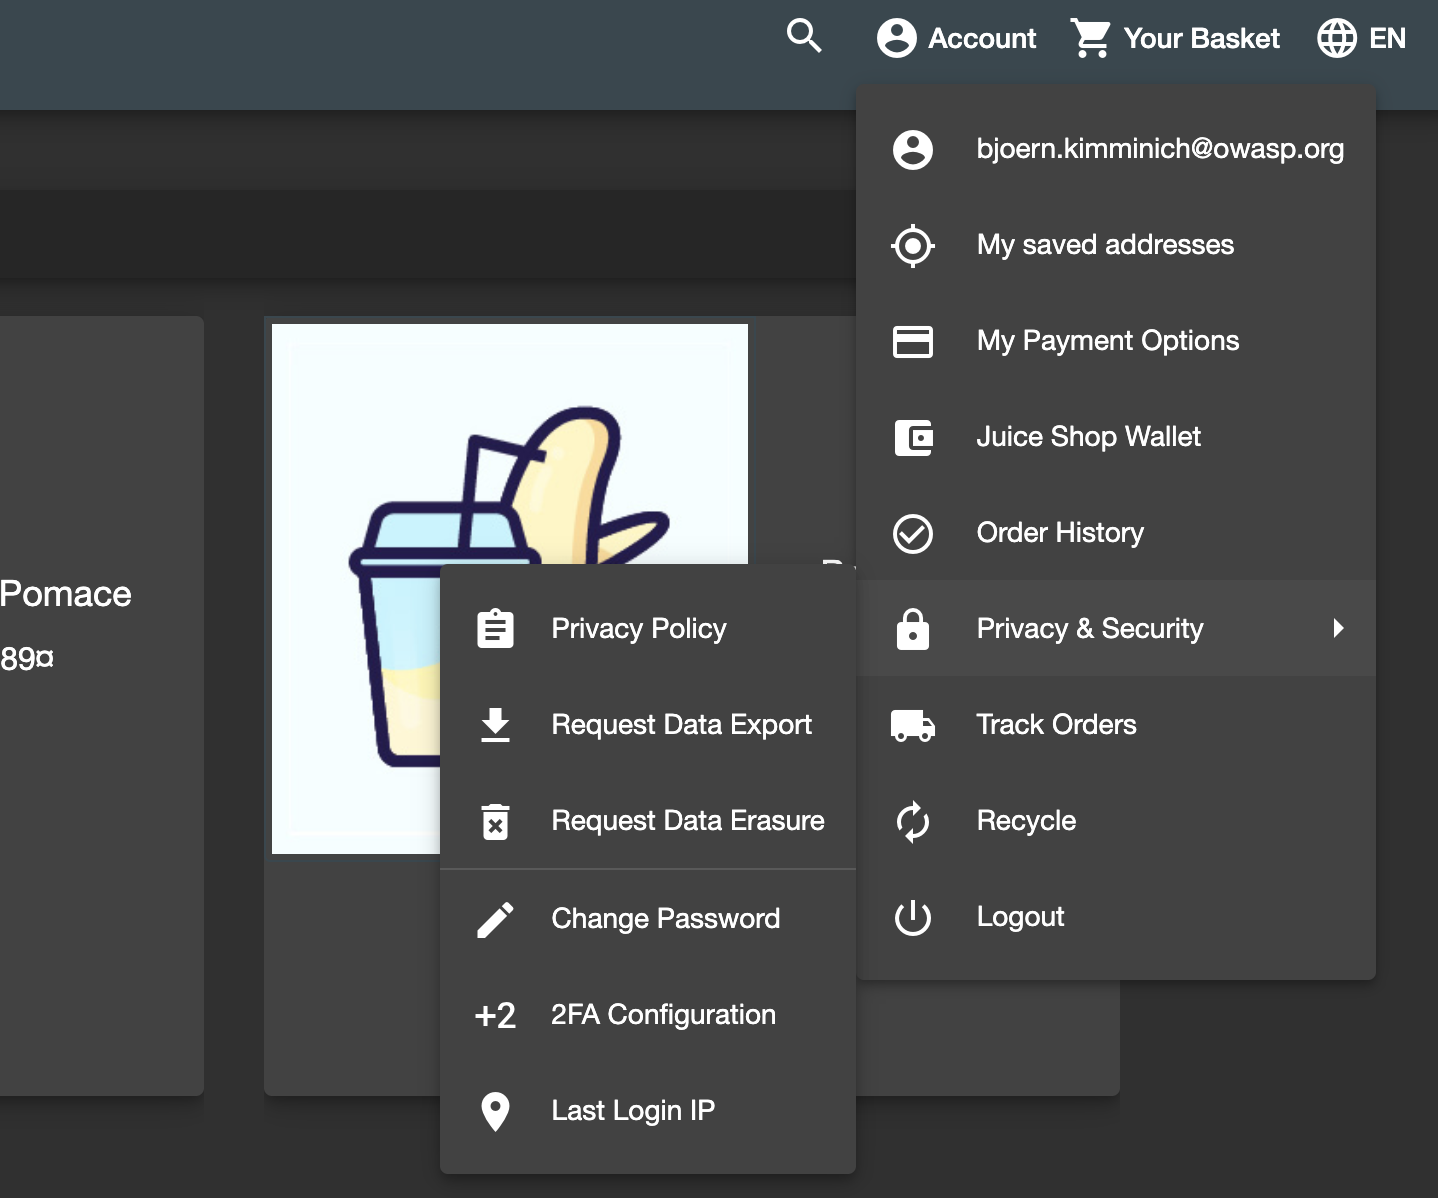 Account
Your Basket
EN
bjoern.kimminich@owasp.org
My saved addresses
My Payment Options
Juice Shop Wallet
Order History
Privacy & Security
Track Orders
Recycle
Logout
Pomace
89¤
Privacy Policy
Request Data Export
Request Data Erasure
Change Password
+2 2FA Configuration
Last Login IP